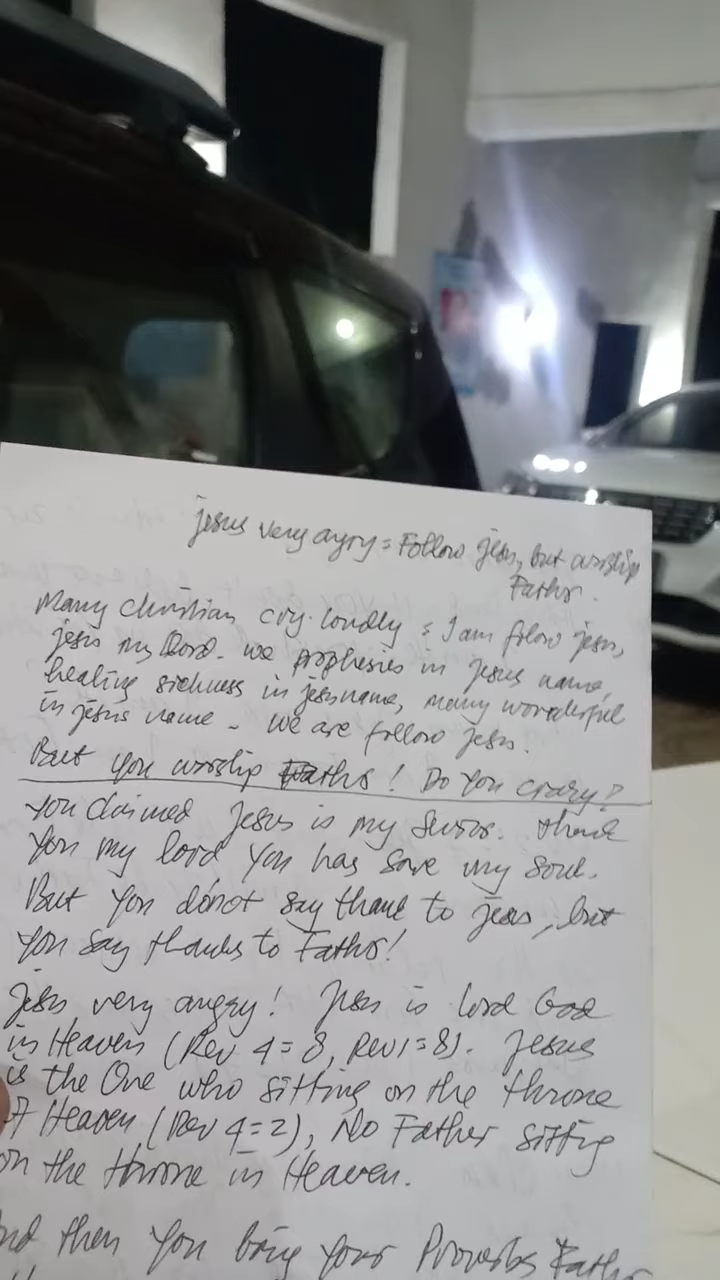 Jesus very angry = Follow Jesus, but worship
Father.
Many christian cry loudly : I am follow jesus,
jesus my Lord. we prophesies in jesus name,
healing sickness in jesus name, many wonderful
in jesus name - we are follow jesus.
But you worship Father! Do You crazy?
You claimed Jesus is my Savior. thank
You my lord You has save my soul.
But You donot say thank to jesus, but
You say thanks to Father!
Jesus very angry! Jesus is Lord God
in Heaven (Rev 4=8, Rev 1=8). Jesus
is the One who sitting on the throne
of Heaven (Rev 4=2), No Father sitting
on the throne in Heaven.
And then You bring Your Proverbs Father